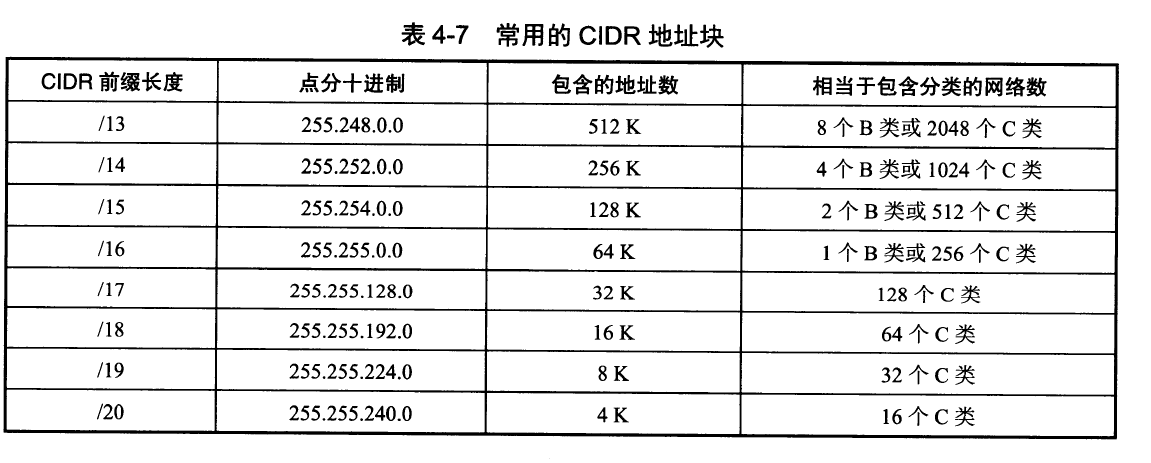 表 4-7 常用的 CIDR 地址块
CIDR 前缀长度 点分十进制 包含的地址数 相当于包含分类的网络数
/13 255.248.0.0 512 K 8 个 B 类或 2048 个 C 类
/14 255.252.0.0 256 K 4 个 B 类或 1024 个 C 类
/15 255.254.0.0 128 K 2 个 B 类或 512 个 C 类
/16 255.255.0.0 64 K 1 个 B 类或 256 个 C 类
/17 255.255.128.0 32 K 128 个 C 类
/18 255.255.192.0 16 K 64 个 C 类
/19 255.255.224.0 8 K 32 个 C 类
/20 255.255.240.0 4 K 16 个 C 类